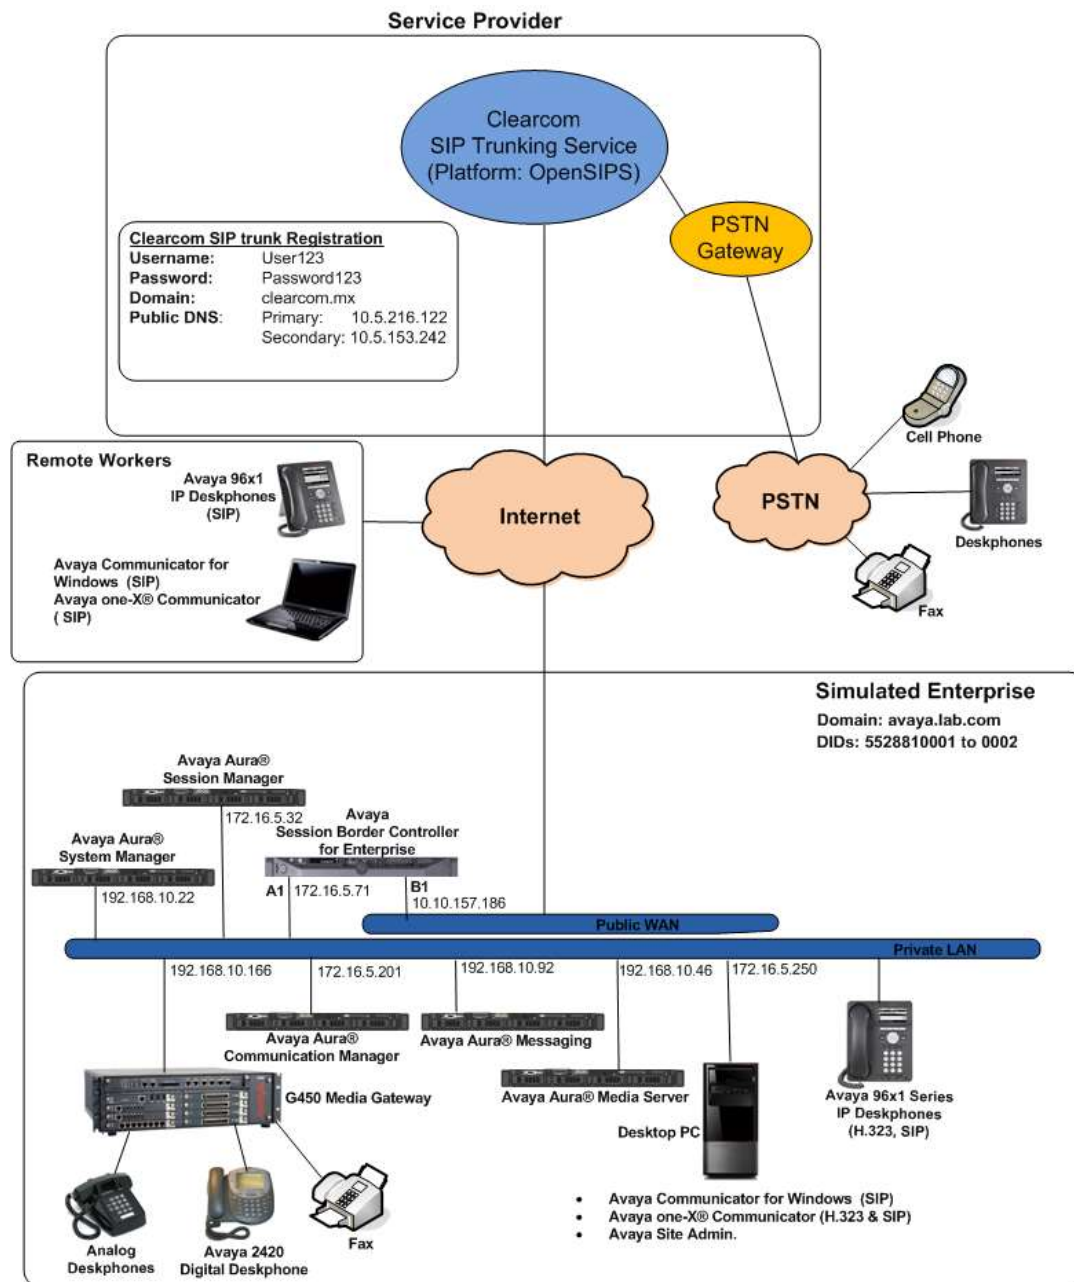 Service Provider
Clearcom
SIP Trunking Service
(Platform: OpenSIPS)
PSTN
Gateway
Clearcom SIP trunk Registration
Username: User123
Password: Password123
Domain: clearcom.mx
Public DNS: Primary: 10.5.216.122
Secondary: 10.5.153.242
Cell Phone
Remote Workers
Avaya 96x1
IP Deskphones
(SIP)
Avaya Communicator for
Windows (SIP)
Avaya one-X® Communicator
( SIP)
Internet
PSTN
Deskphones
Fax
Simulated Enterprise
Domain: avaya.lab.com
DIDs: 5528810001 to 0002
Avaya Aura®
Session Manager
172.16.5.32
Avaya Aura®
System Manager
192.168.10.22
Avaya
Session Border Controller
for Enterprise
A1 172.16.5.71
B1
10.10.157.186
Public WAN
Private LAN
192.168.10.166
172.16.5.201
192.168.10.92
192.168.10.46
172.16.5.250
Avaya Aura®
Communication Manager
Avaya Aura® Messaging
G450 Media Gateway
Avaya Aura® Media Server
Desktop PC
Avaya 96x1 Series
IP Deskphones
(H.323, SIP)
Analog
Deskphones
Avaya 2420
Digital Deskphone
Fax
• Avaya Communicator for Windows (SIP)
• Avaya one-X® Communicator (H.323 & SIP)
• Avaya Site Admin.